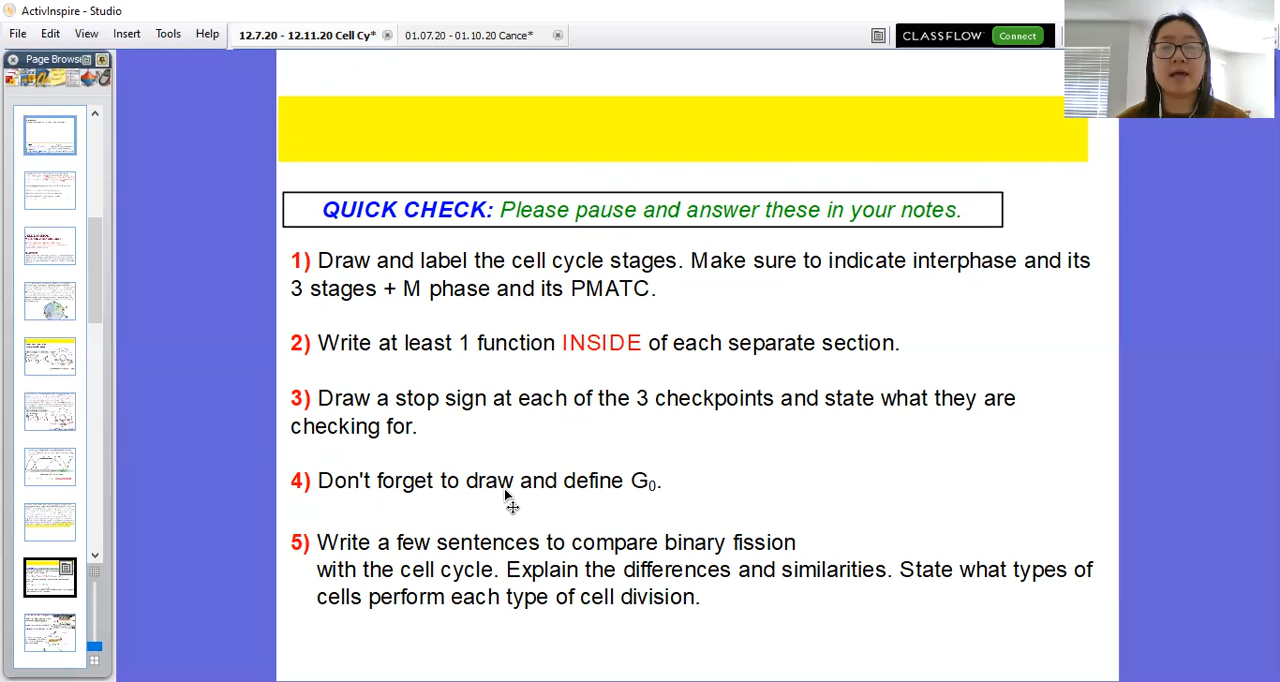 ActivInspire - Studio
File Edit View Insert Tools Help
12.7.20 - 12.11.20 Cell Cy* 01.07.20 - 01.10.20 Cance*
CLASSFLOW Connect
Page Brows
QUICK CHECK: Please pause and answer these in your notes.
1) Draw and label the cell cycle stages. Make sure to indicate interphase and its
3 stages + M phase and its PMATC.
2) Write at least 1 function INSIDE of each separate section.
3) Draw a stop sign at each of the 3 checkpoints and state what they are
checking for.
4) Don't forget to draw and define G₀.
5) Write a few sentences to compare binary fission
with the cell cycle. Explain the differences and similarities. State what types of
cells perform each type of cell division.